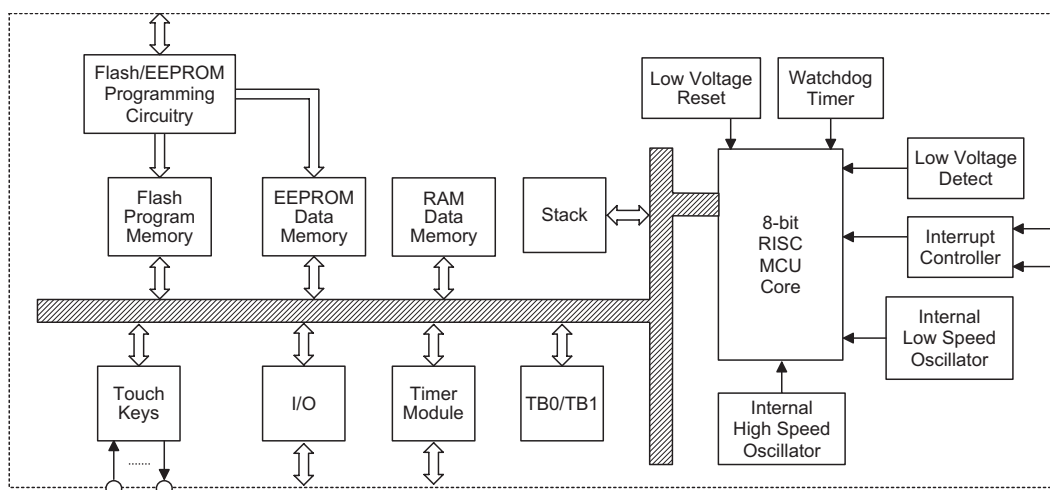 Flash/EEPROM
Programming
Circuitry
Low Voltage
Reset
Watchdog
Timer
Low Voltage
Detect
Flash
Program
Memory
EEPROM
Data
Memory
RAM
Data
Memory
Stack
8-bit
RISC
MCU
Core
Interrupt
Controller
Internal
Low Speed
Oscillator
Touch
Keys
I/O
Timer
Module
TB0/TB1
Internal
High Speed
Oscillator
.......